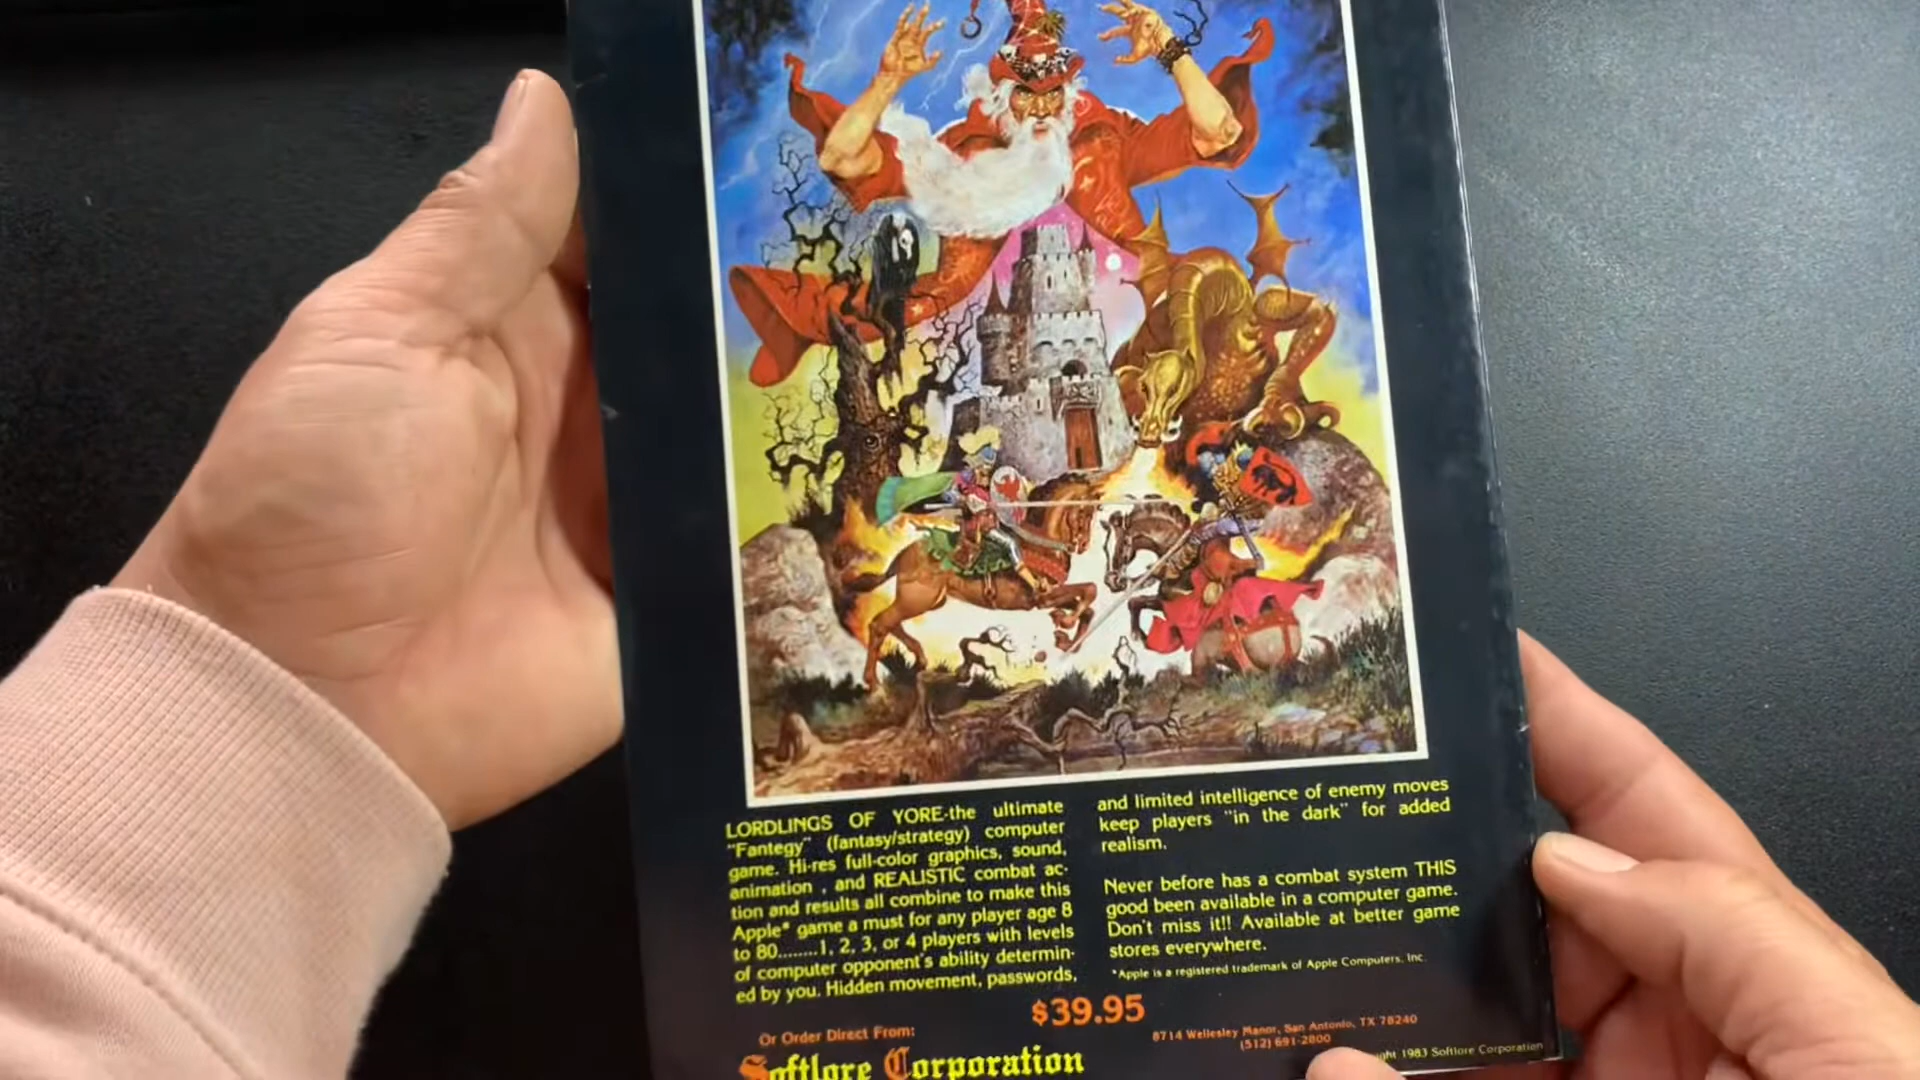 LORDLINGS OF YORE-the ultimate
"Fantegy" (fantasy/strategy) computer
game. Hi-res full-color graphics, sound,
animation , and REALISTIC combat ac-
tion and results all combine to make this
Apple* game a must for any player age 8
to 80........1, 2, 3, or 4 players with levels
of computer opponent's ability determin-
ed by you. Hidden movement, passwords,
and limited intelligence of enemy moves
keep players "in the dark" for added
realism.
Never before has a combat system THIS
good been available in a computer game.
Don't miss it!! Available at better game
stores everywhere.
*Apple is a registered trademark of Apple Computers, Inc.
$39.95
Or Order Direct From:
Softlore Corporation
8714 Wellesley Manor, San Antonio, TX 78240
(512) 691-2800
1983 Softlore Corporation